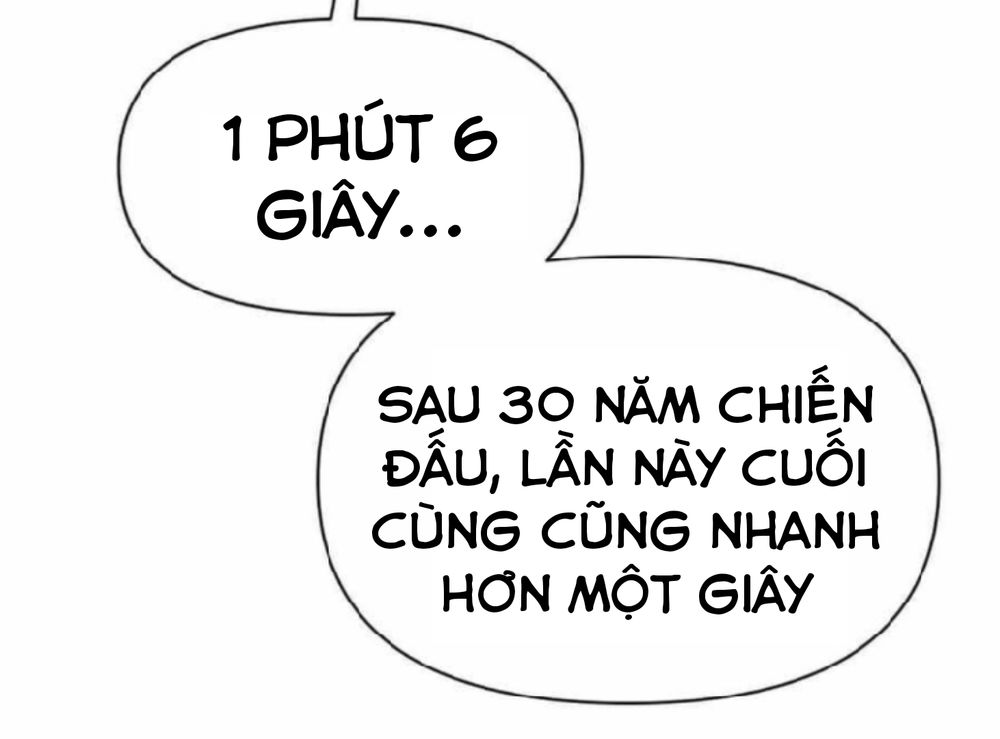 1 PHÚT 6
GIÂY...
SAU 30 NĂM CHIẾN
ĐẤU, LẦN NÀY CUỐI
CÙNG CŨNG NHANH
HƠN MỘT GIÂY